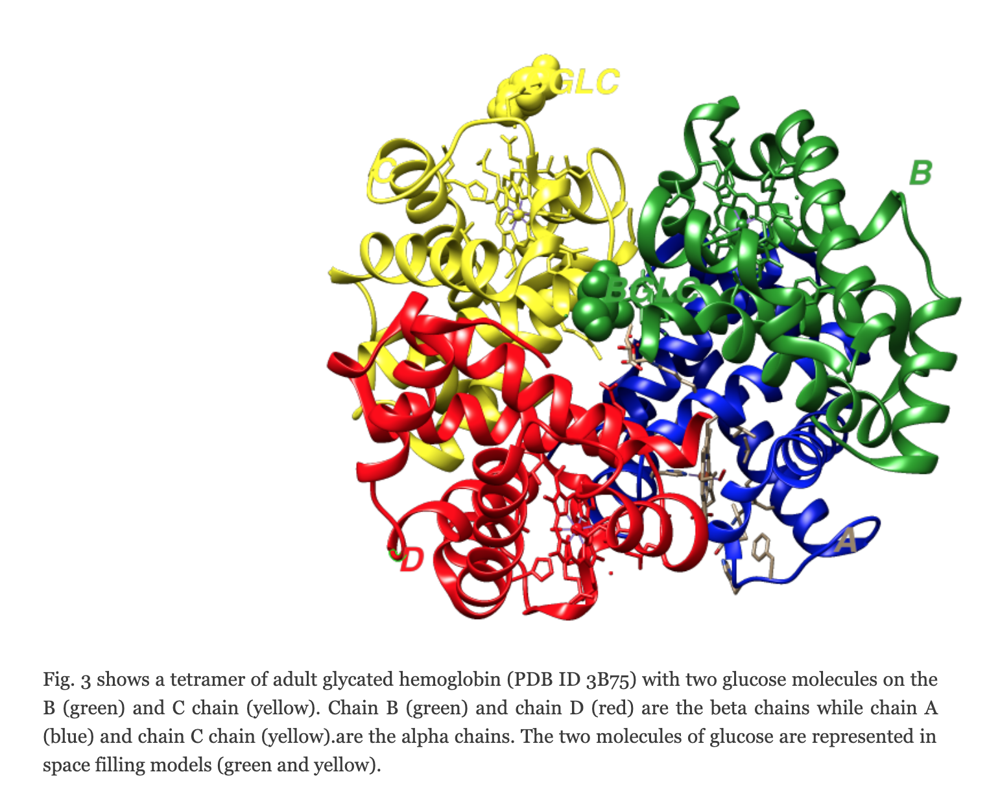 GLC
B
C
BGLC
A
D
Fig. 3 shows a tetramer of adult glycated hemoglobin (PDB ID 3B75) with two glucose molecules on the
B (green) and C chain (yellow). Chain B (green) and chain D (red) are the beta chains while chain A
(blue) and chain C chain (yellow).are the alpha chains. The two molecules of glucose are represented in
space filling models (green and yellow).